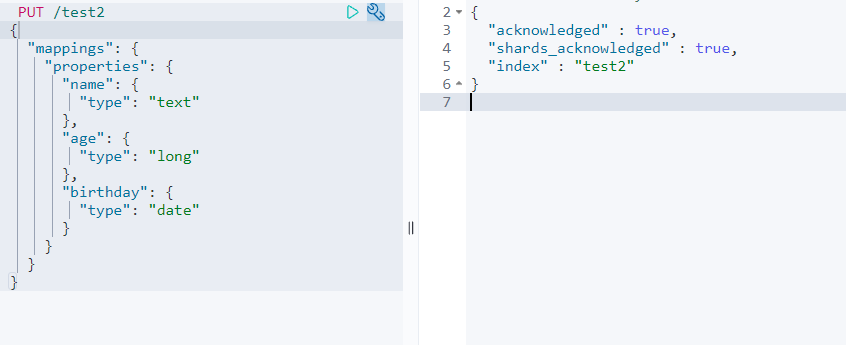 PUT /test2
{
  "mappings": {
    "properties": {
      "name": {
        "type": "text"
      },
      "age": {
        "type": "long"
      },
      "birthday": {
        "type": "date"
      }
    }
  }
}
2 {
3   "acknowledged" : true,
4   "shards_acknowledged" : true,
5   "index" : "test2"
6 }
7